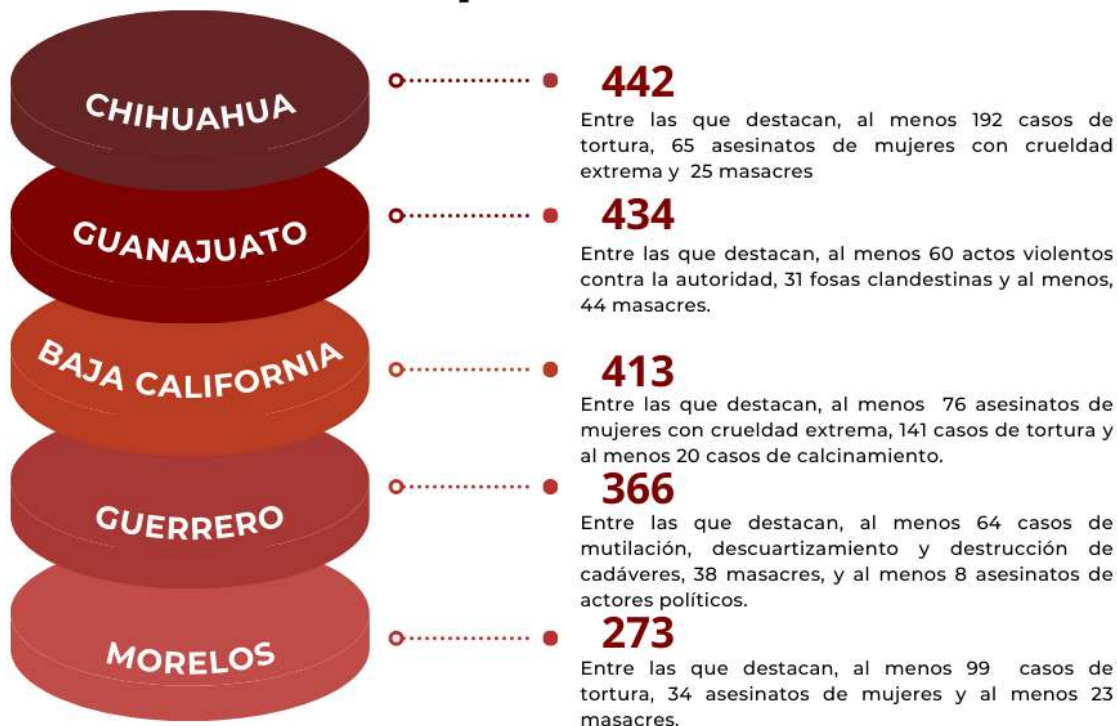 CHIHUAHUA
442
Entre las que destacan, al menos 192 casos de
tortura, 65 asesinatos de mujeres con crueldad
extrema y 25 masacres
GUANAJUATO
434
Entre las que destacan, al menos 60 actos violentos
contra la autoridad, 31 fosas clandestinas y al menos,
44 masacres.
BAJA CALIFORNIA
413
Entre las que destacan, al menos 76 asesinatos de
mujeres con crueldad extrema, 141 casos de tortura y
al menos 20 casos de calcinamiento.
GUERRERO
366
Entre las que destacan, al menos 64 casos de
mutilación, descuartizamiento y destrucción de
cadáveres, 38 masacres, y al menos 8 asesinatos de
actores políticos.
MORELOS
273
Entre las que destacan, al menos 99 casos de
tortura, 34 asesinatos de mujeres y al menos 23
masacres.